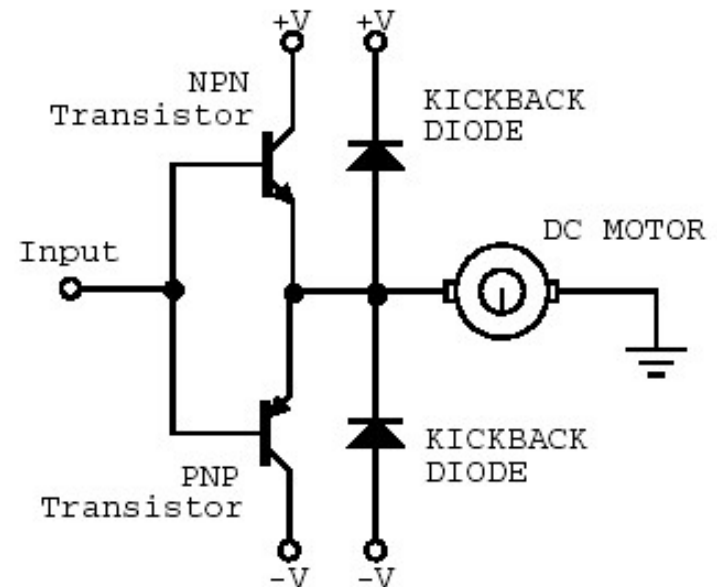 +V
+V
NPN
Transistor
KICKBACK
DIODE
Input
DC MOTOR
PNP
Transistor
KICKBACK
DIODE
-V
-V